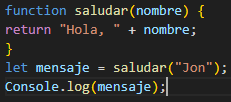 function saludar(nombre) {
return "Hola, " + nombre;
}
let mensaje = saludar("Jon");
Console.log(mensaje);